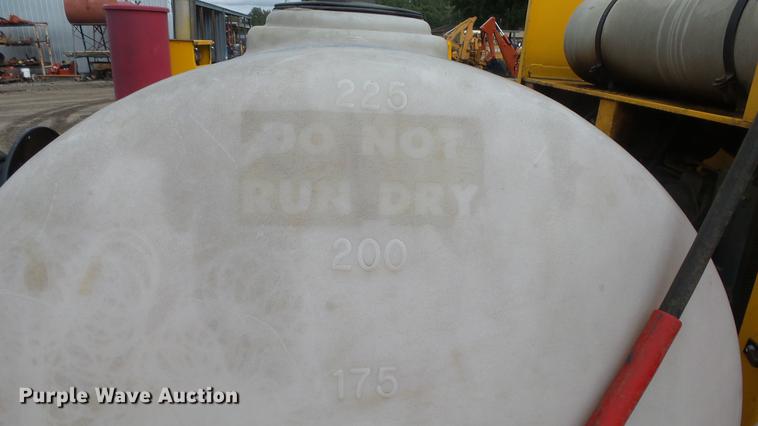 225
DO NOT
RUN DRY
200
175
Purple Wave Auction